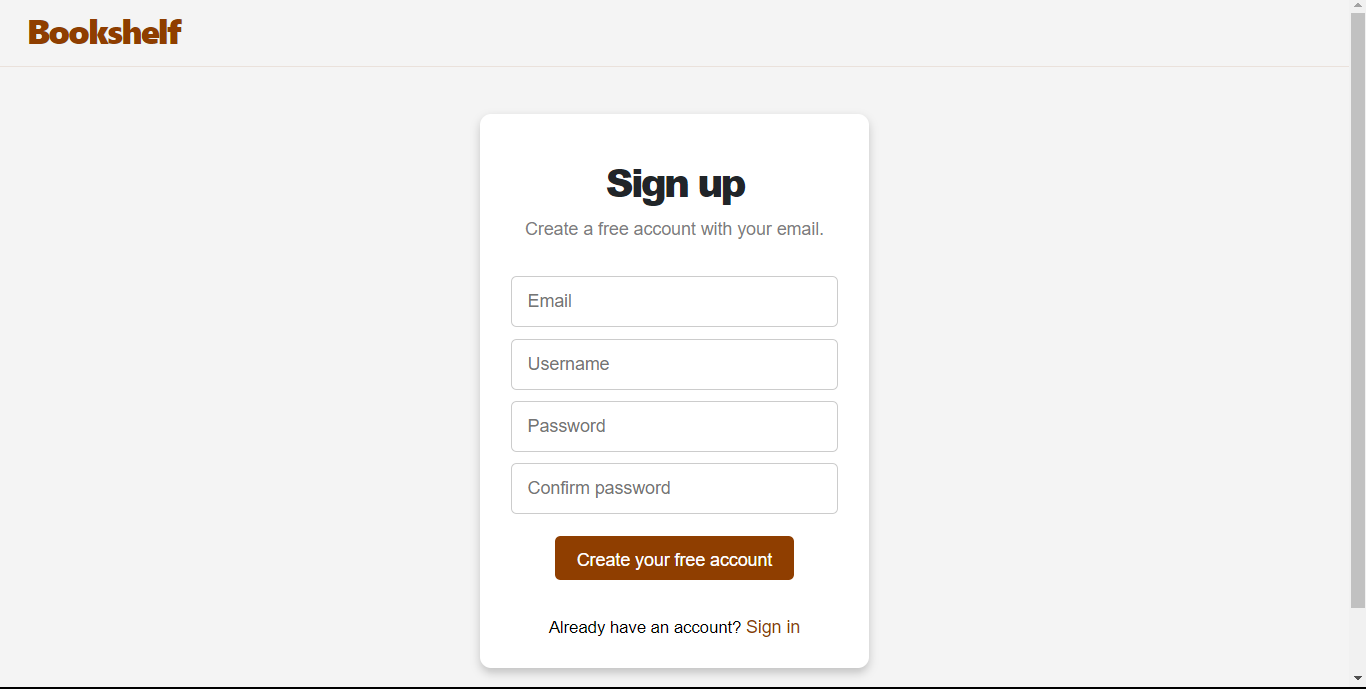 Bookshelf
Sign up
Create a free account with your email.
Email
Username
Password
Confirm password
Create your free account
Already have an account? Sign in